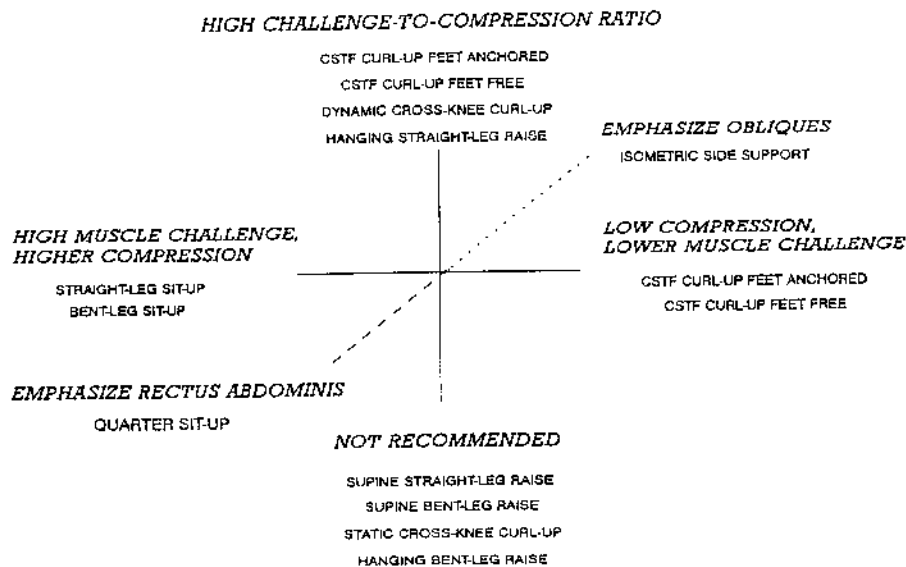 HIGH CHALLENGE-TO-COMPRESSION RATIO
CSTF CURL-UP FEET ANCHORED
CSTF CURL-UP FEET FREE
DYNAMIC CROSS-KNEE CURL-UP
HANGING STRAIGHT-LEG RAISE
EMPHASIZE OBLIQUES
ISOMETRIC SIDE SUPPORT
HIGH MUSCLE CHALLENGE,
HIGHER COMPRESSION
STRAIGHT-LEG SIT-UP
BENT-LEG SIT-UP
LOW COMPRESSION,
LOWER MUSCLE CHALLENGE
CSTF CURL-UP FEET ANCHORED
CSTF CURL-UP FEET FREE
EMPHASIZE RECTUS ABDOMINIS
QUARTER SIT-UP
NOT RECOMMENDED
SUPINE STRAIGHT-LEG RAISE
SUPINE BENT-LEG RAISE
STATIC CROSS-KNEE CURL-UP
HANGING BENT-LEG RAISE